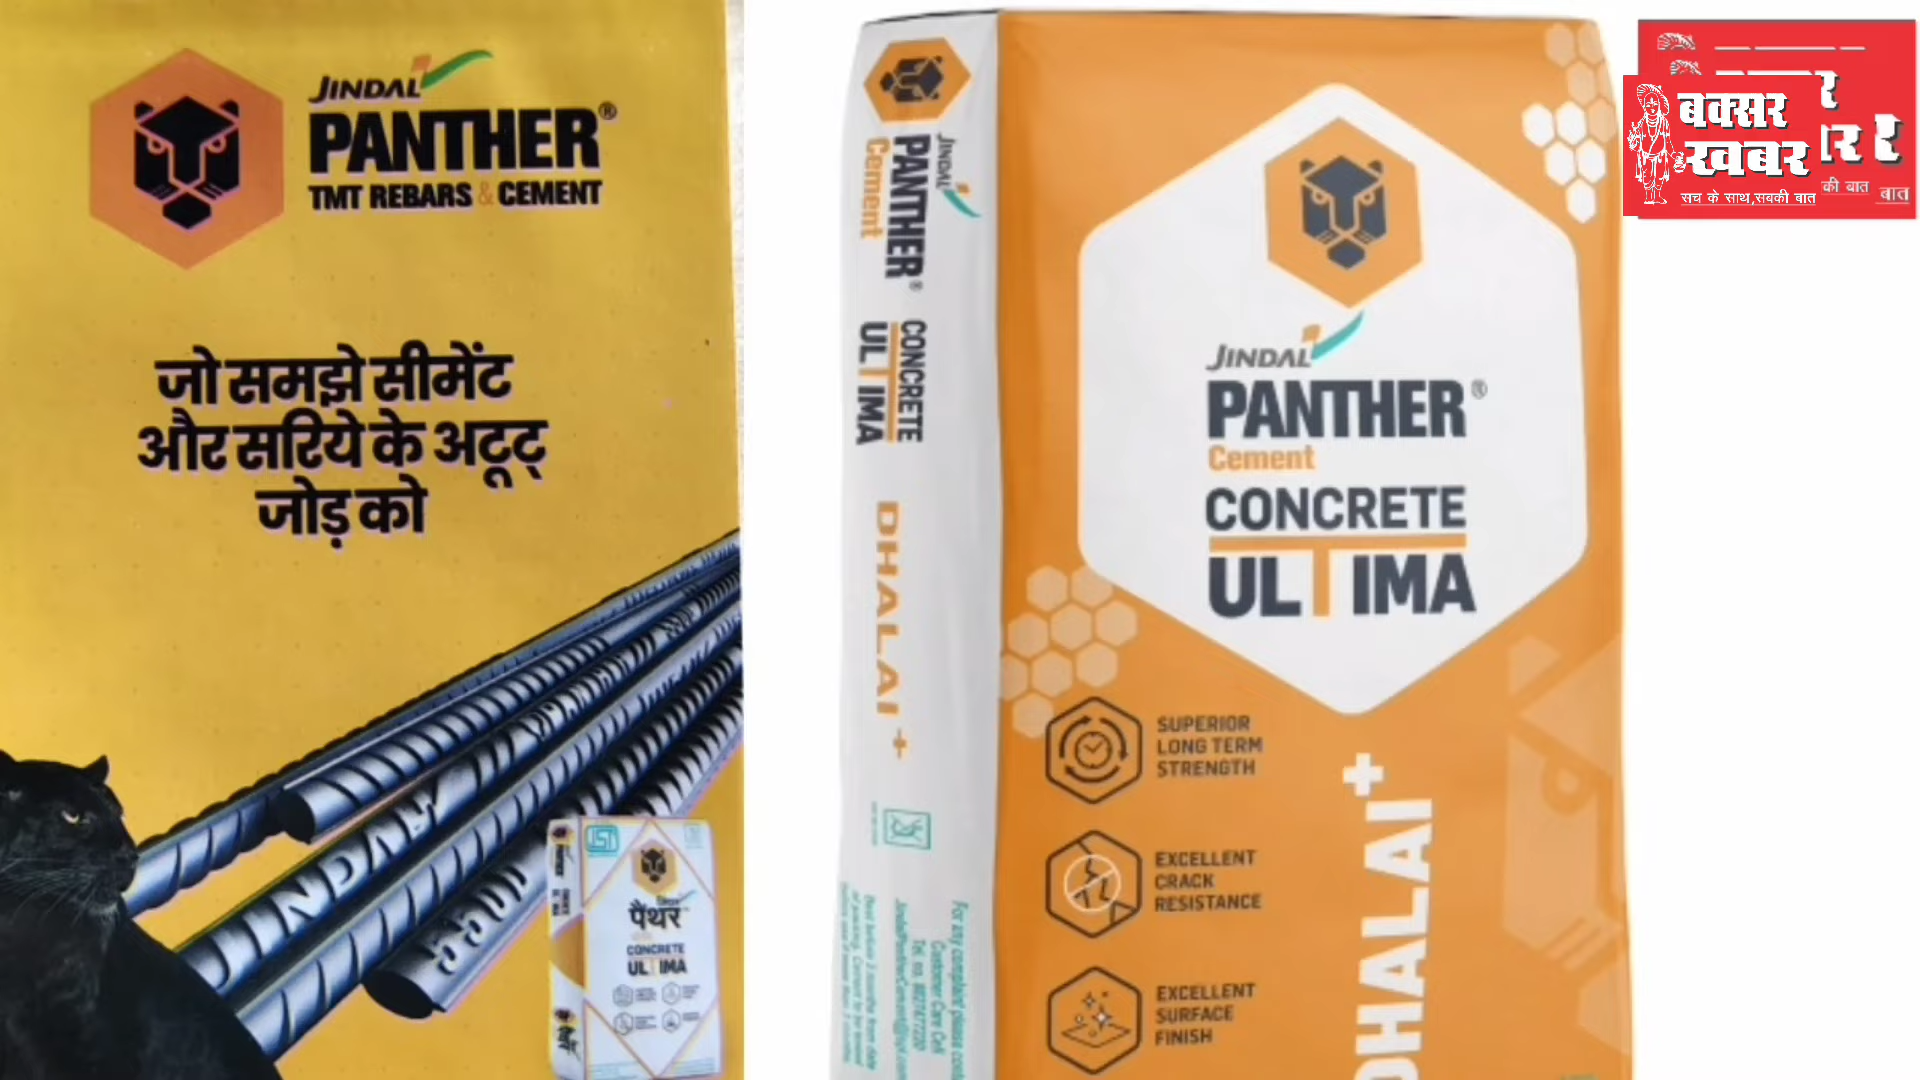 JINDAL
PANTHER®
TMT REBARS & CEMENT
जो समझे सीमेंट
और सरिये के अटूट
जोड़ को
JINDAL
पैंथर
CONCRETE
ULTIMA
JINDAL
PANTHER®
Cement
CONCRETE
ULTIMA
DHALAI+
JINDAL
PANTHER®
Cement
CONCRETE
ULTIMA
SUPERIOR
LONG TERM
STRENGTH
EXCELLENT
CRACK
RESISTANCE
EXCELLENT
SURFACE
FINISH
DHALAI+
बक्सर
खबर
सच के साथ,सबकी बात
की बात
बात